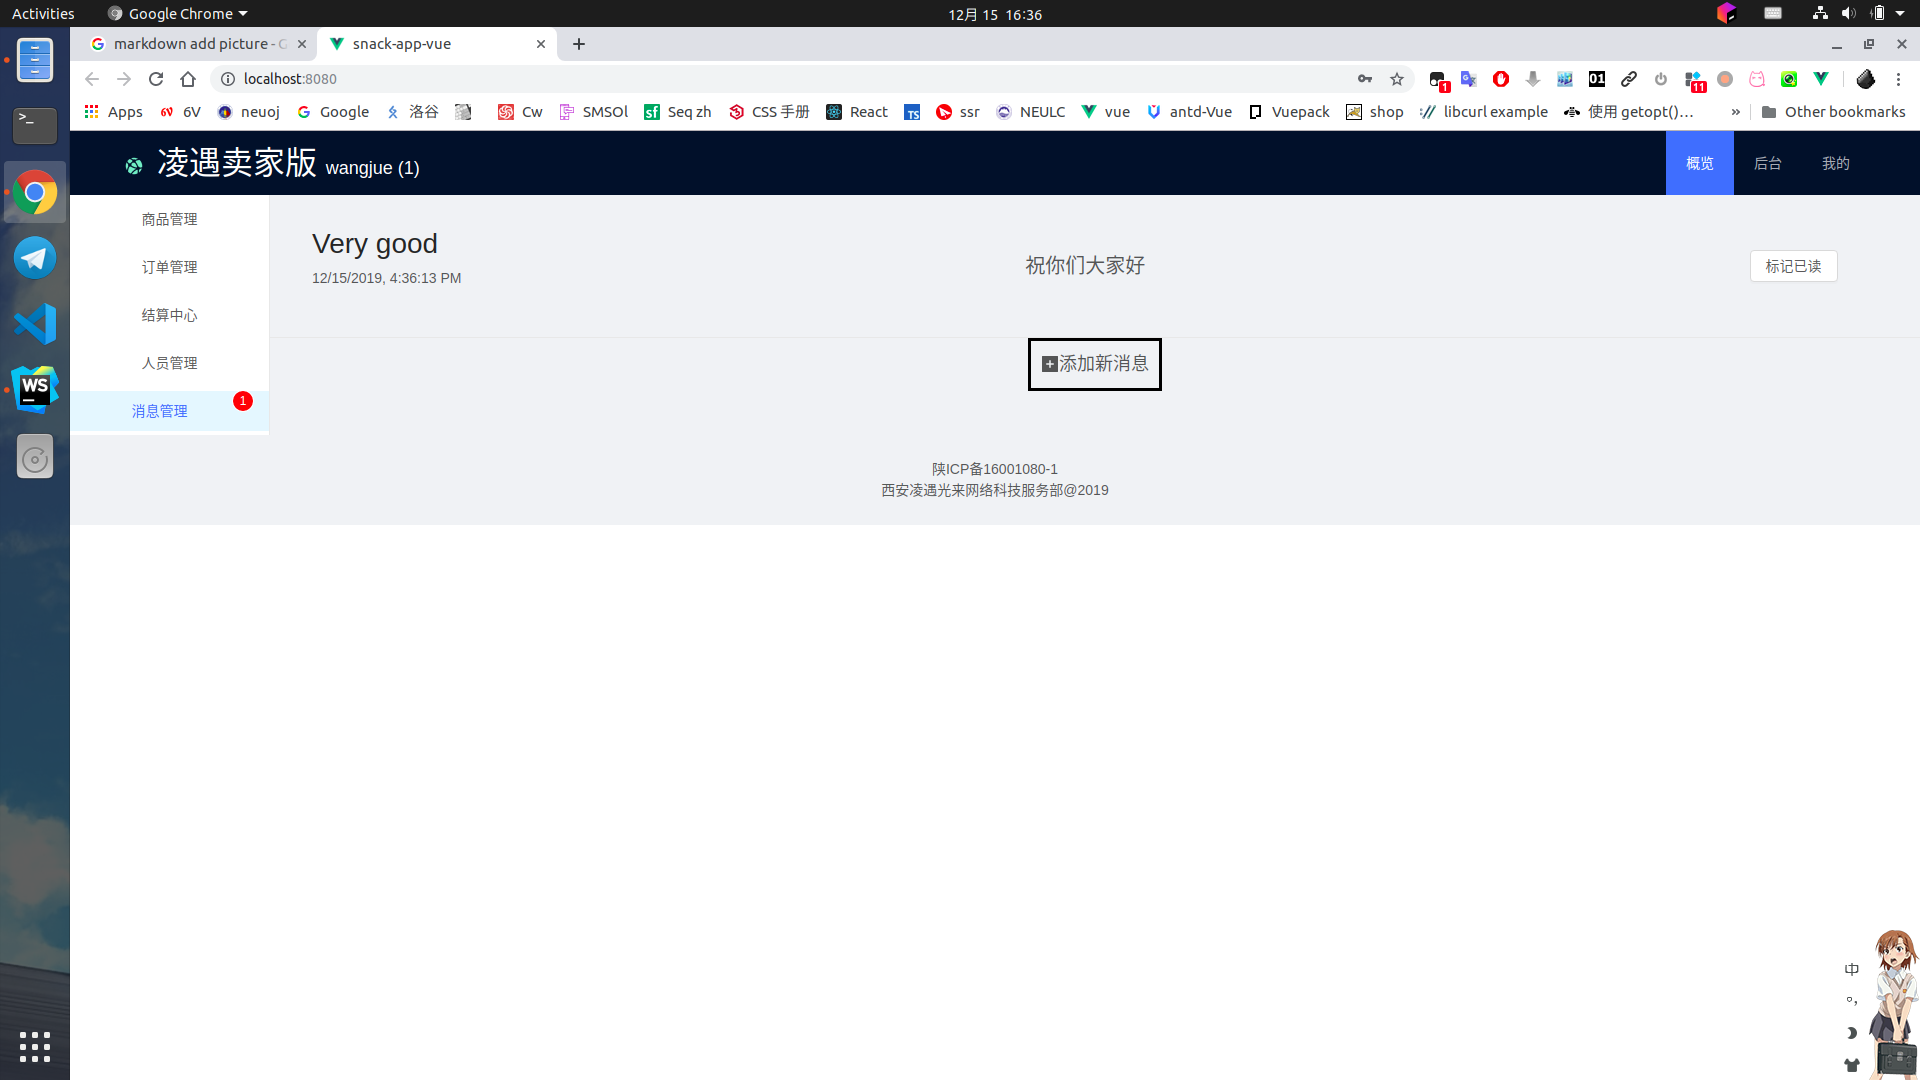 Activities
Google Chrome
12月 15 16:36
markdown add picture - G
snack-app-vue
localhost:8080
1
01
11
Apps
6V
neuoj
Google
洛谷
Cw
SMSOl
Seq zh
CSS 手册
React
ssr
NEULC
vue
antd-Vue
Vuepack
shop
libcurl example
使用 getopt()...
»
Other bookmarks
凌遇卖家版 wangjue (1)
概览
后台
我的
商品管理
订单管理
结算中心
人员管理
消息管理
1
Very good
12/15/2019, 4:36:13 PM
祝你们大家好
标记已读
添加新消息
陕ICP备16001080-1
西安凌遇光来网络科技服务部@2019
WS
中
°,